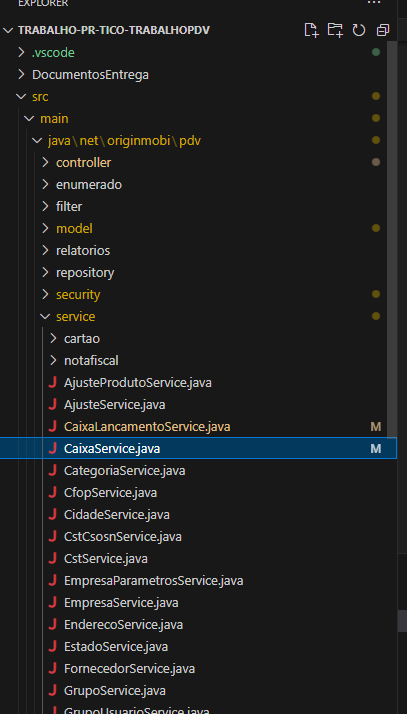 EXPLORER
TRABALHO-PR-TICO-TRABALHOPDV
.vscode
DocumentosEntrega
src
main
java\net\originmobi\pdv
controller
enumerado
filter
model
relatorios
repository
security
service
cartao
notafiscal
AjusteProdutoService.java
AjusteService.java
CaixaLancamentoService.java M
CaixaService.java M
CategoriaService.java
CfopService.java
CidadeService.java
CstCsosnService.java
CstService.java
EmpresaParametrosService.java
EmpresaService.java
EnderecoService.java
EstadoService.java
FornecedorService.java
GrupoService.java
GrupoUsuarioService.java